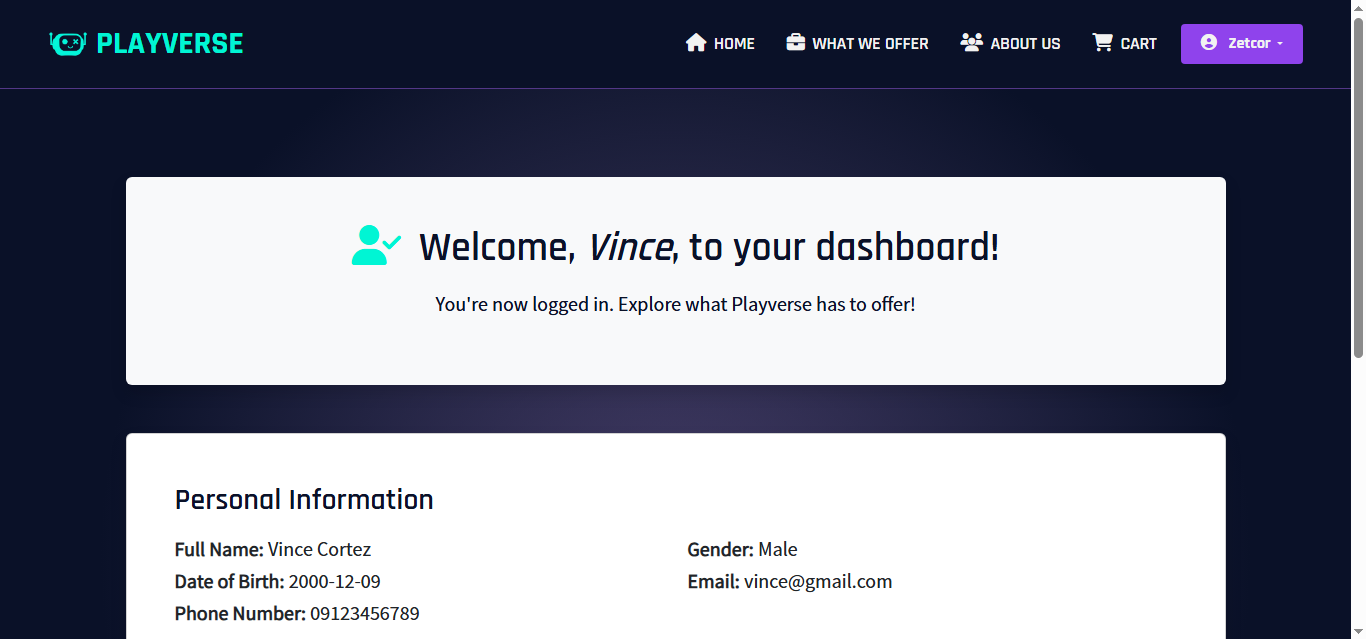 PLAYVERSE HOME WHAT WE OFFER ABOUT US CART Zetcor
Welcome, Vince, to your dashboard!
You're now logged in. Explore what Playverse has to offer!
Personal Information
Full Name: Vince Cortez Gender: Male
Date of Birth: 2000-12-09 Email: vince@gmail.com
Phone Number: 09123456789